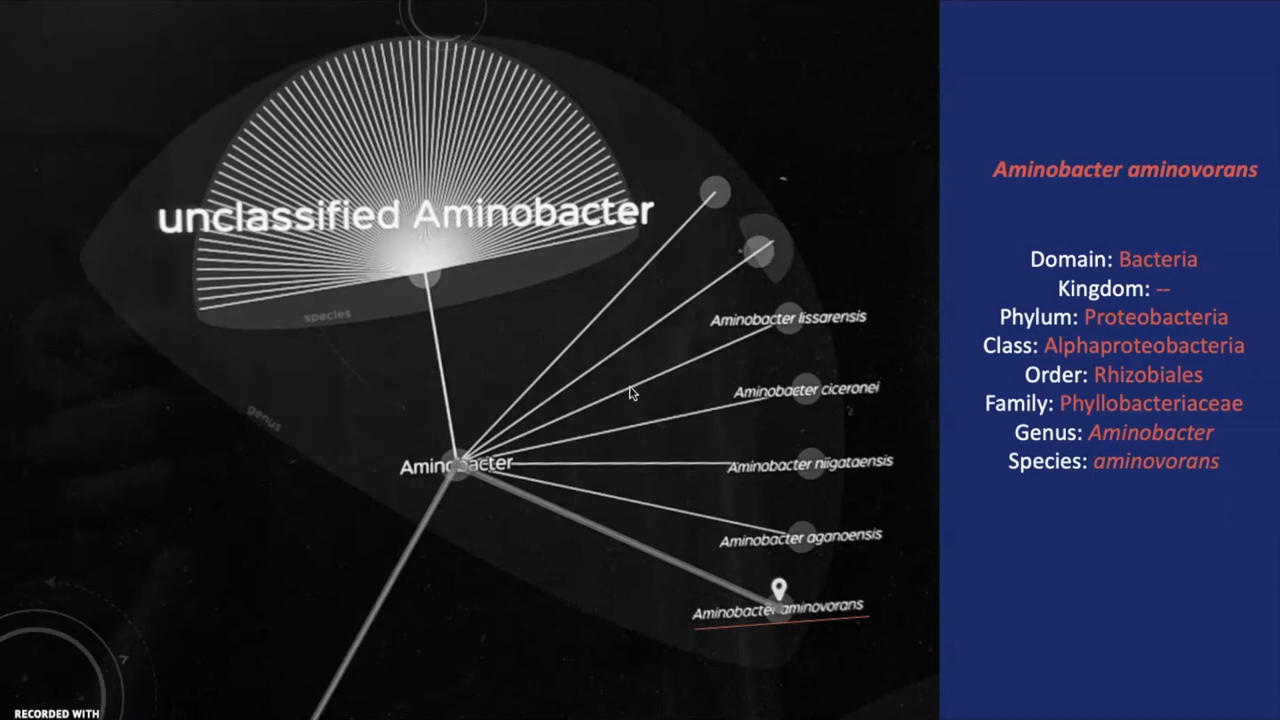 unclassified Aminobacter
species
genus
Aminobacter
Aminobacter lissarensis
Aminobacter ciceronei
Aminobacter niigataensis
Aminobacter aganoensis
Aminobacter aminovorans
RECORDED WITH
Aminobacter aminovorans
Domain: Bacteria
Kingdom: --
Phylum: Proteobacteria
Class: Alphaproteobacteria
Order: Rhizobiales
Family: Phyllobacteriaceae
Genus: Aminobacter
Species: aminovorans